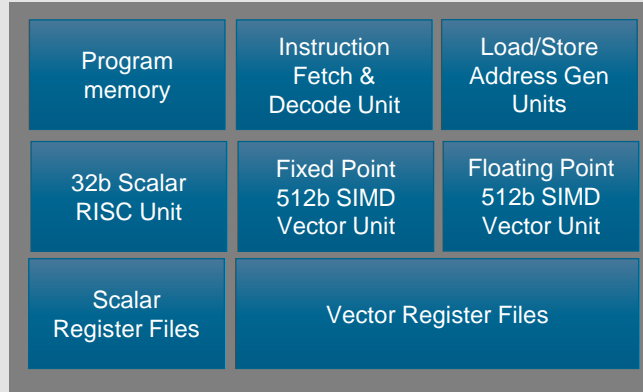 Program
memory
Instruction
Fetch &
Decode Unit
Load/Store
Address Gen
Units
32b Scalar
RISC Unit
Fixed Point
512b SIMD
Vector Unit
Floating Point
512b SIMD
Vector Unit
Scalar
Register Files
Vector Register Files